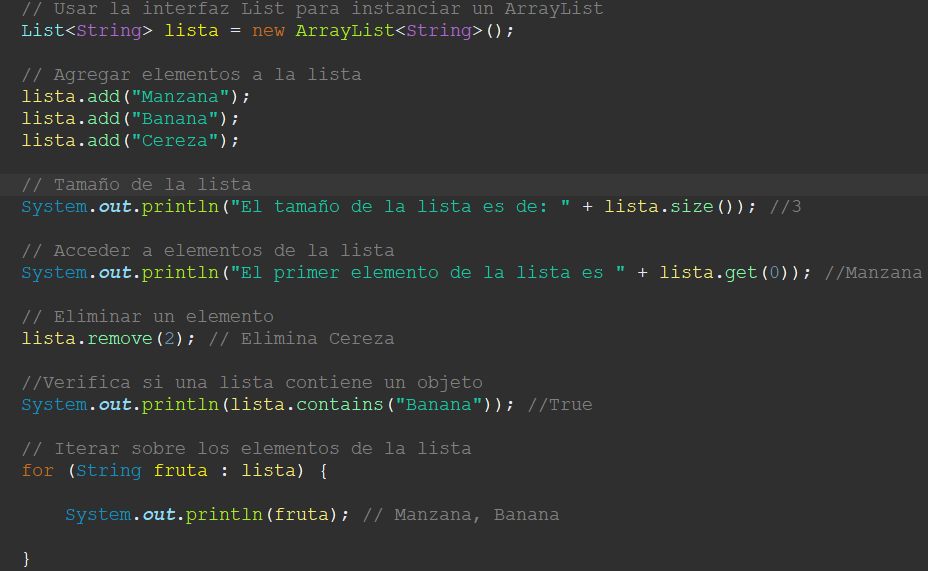 // Usar la interfaz List para instanciar un ArrayList
List<String> lista = new ArrayList<String>();
// Agregar elementos a la lista
lista.add("Manzana");
lista.add("Banana");
lista.add("Cereza");
// Tamaño de la lista
System.out.println("El tamaño de la lista es de: " + lista.size()); //3
// Acceder a elementos de la lista
System.out.println("El primer elemento de la lista es " + lista.get(0)); //Manzana
// Eliminar un elemento
lista.remove(2); // Elimina Cereza
//Verifica si una lista contiene un objeto
System.out.println(lista.contains("Banana")); //True
// Iterar sobre los elementos de la lista
for (String fruta : lista) {
System.out.println(fruta); // Manzana, Banana
}